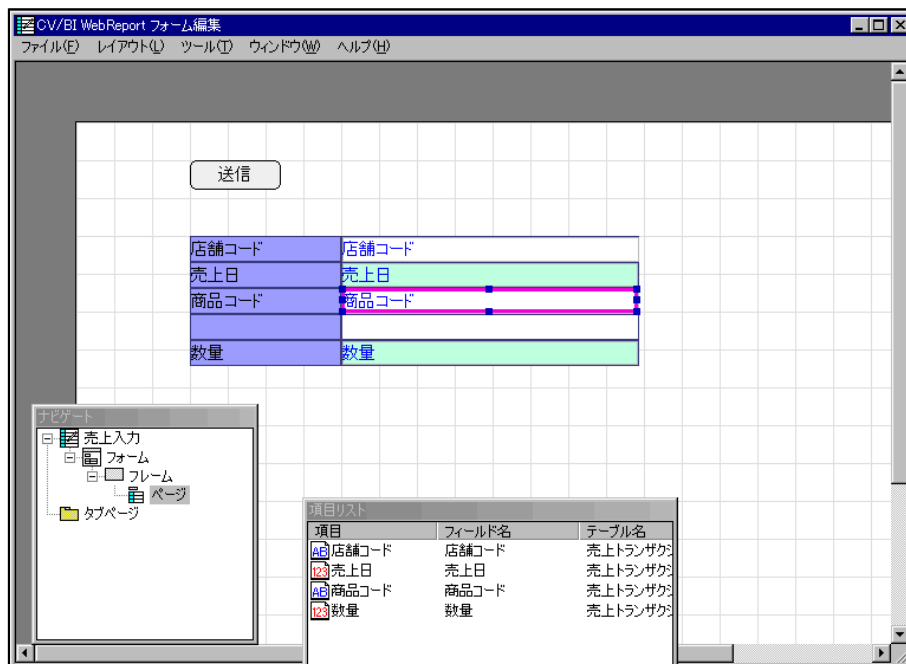 CV/BI WebReport フォーム編集
ファイル(F) レイアウト(L) ツール(T) ウィンドウ(W) ヘルプ(H)
送信
店舗コード 店舗コード
売上日 売上日
商品コード 商品コード
数量 数量
ナビゲート
売上入力
フォーム
フレーム
ページ
タブページ
項目リスト
項目 フィールド名 テーブル名
AB 店舗コード 店舗コード 売上トランザクシ
123 売上日 売上日 売上トランザクシ
AB 商品コード 商品コード 売上トランザクシ
123 数量 数量 売上トランザクシ